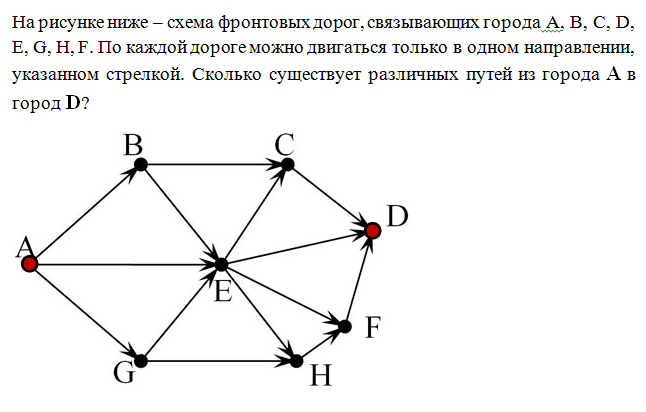 На рисунке ниже – схема фронтовых дорог, связывающих города A, B, C, D,
E, G, H, F. По каждой дороге можно двигаться только в одном направлении,
указанном стрелкой. Сколько существует различных путей из города A в
город D?
B C
D
A
E
F
G H